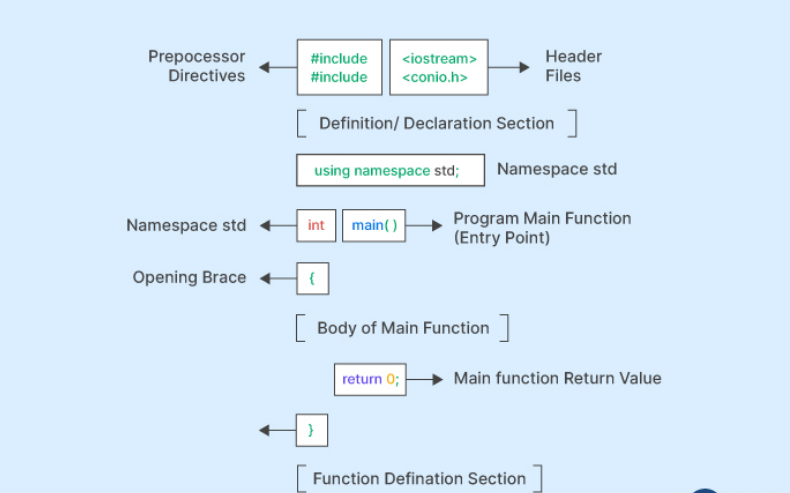 Prepocessor
Directives
#include
#include
<iostream>
<conio.h>
Header
Files
Definition/ Declaration Section
using namespace std;
Namespace std
Namespace std
int
main( )
Program Main Function
(Entry Point)
Opening Brace
{
Body of Main Function
return 0;
Main function Return Value
}
Function Defination Section